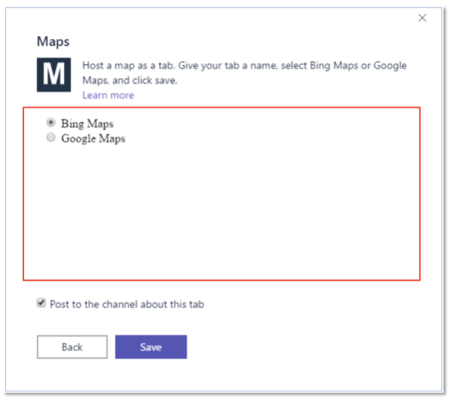 Maps
M
Host a map as a tab. Give your tab a name, select Bing Maps or Google
Maps, and click save.
Learn more
Bing Maps
Google Maps
Post to the channel about this tab
Back
Save